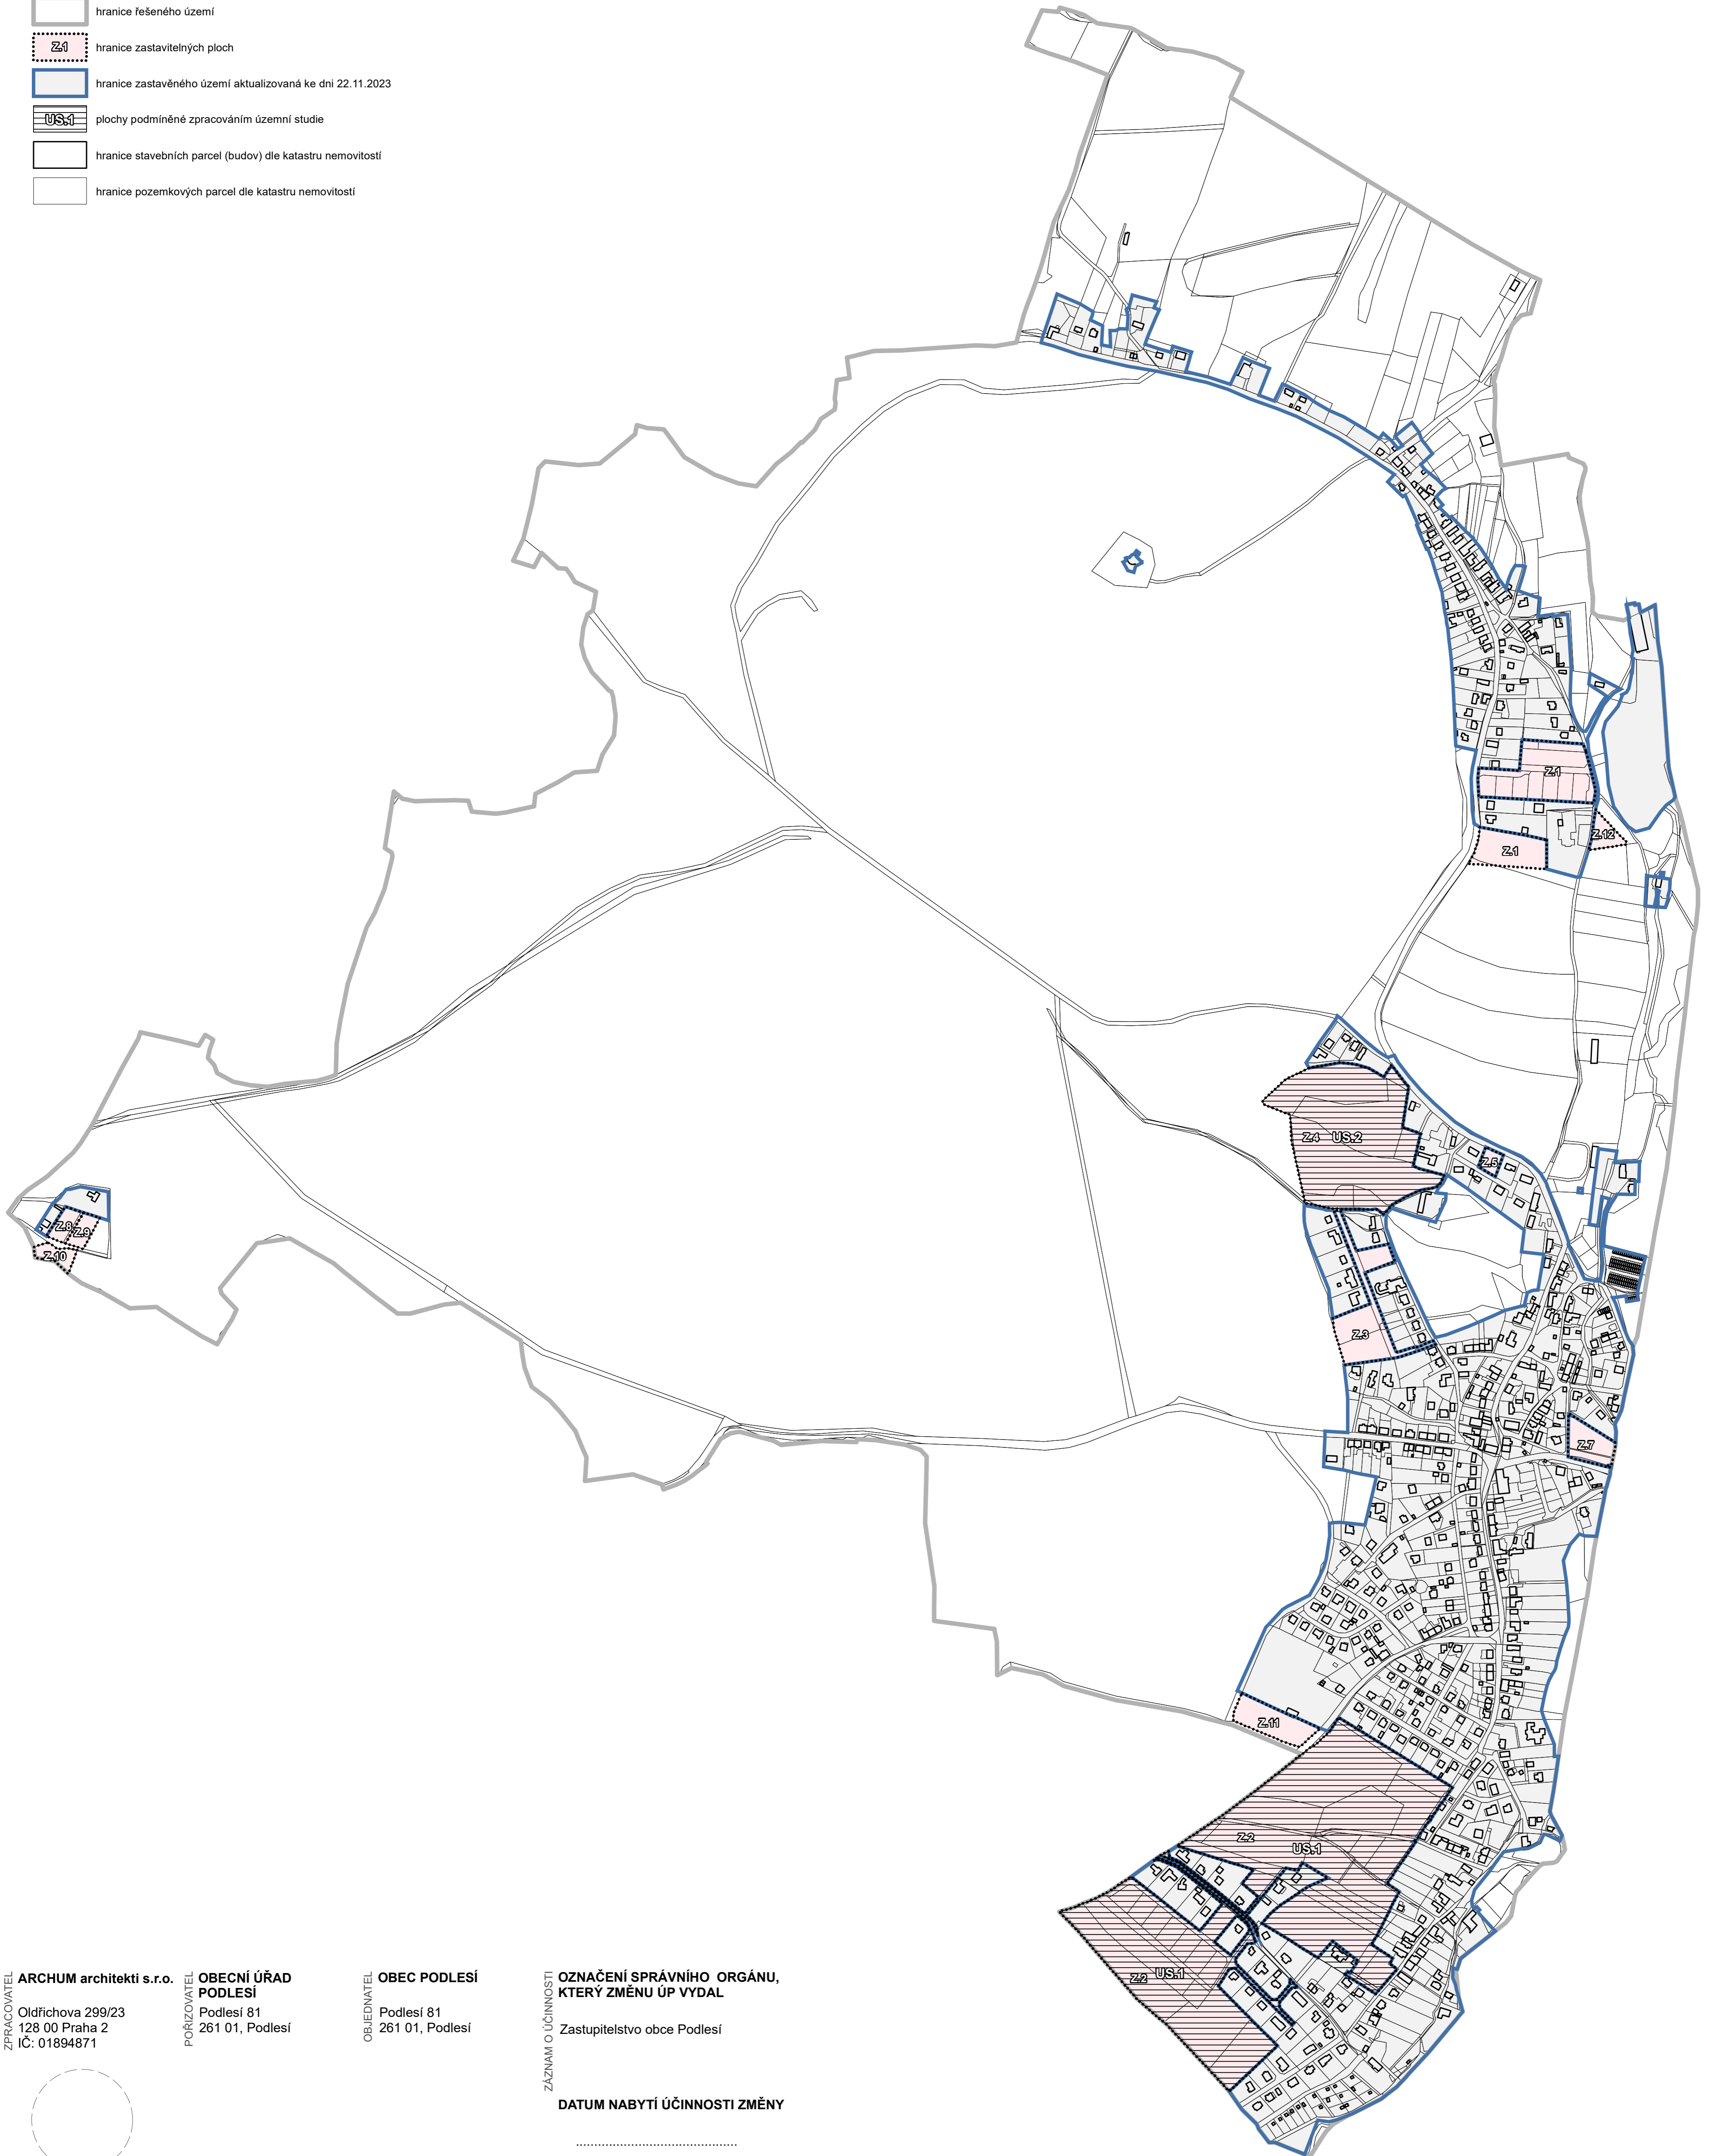 hranice řešeného území
Z.1 hranice zastavitelných ploch
hranice zastavěného území aktualizovaná ke dni 22.11.2023
US.1 plochy podmíněné zpracováním územní studie
hranice stavebních parcel (budov) dle katastru nemovitostí
hranice pozemkových parcel dle katastru nemovitostí
Z.1
Z.12
Z.1
Z.4 US.2
Z.5
Z.8
Z.9
Z.10
Z.3
Z.7
Z.11
Z.2
US.1
Z.2 US.1
ZPRACOVATEL
ARCHUM architekti s.r.o.
Oldřichova 299/23
128 00 Praha 2
IČ: 01894871
POŘIZOVATEL
OBECNÍ ÚŘAD
PODLESÍ
Podlesí 81
261 01, Podlesí
OBJEDNATEL
OBEC PODLESÍ
Podlesí 81
261 01, Podlesí
ZÁZNAM O ÚČINNOSTI
OZNAČENÍ SPRÁVNÍHO ORGÁNU,
KTERÝ ZMĚNU ÚP VYDAL
Zastupitelstvo obce Podlesí
DATUM NABYTÍ ÚČINNOSTI ZMĚNY